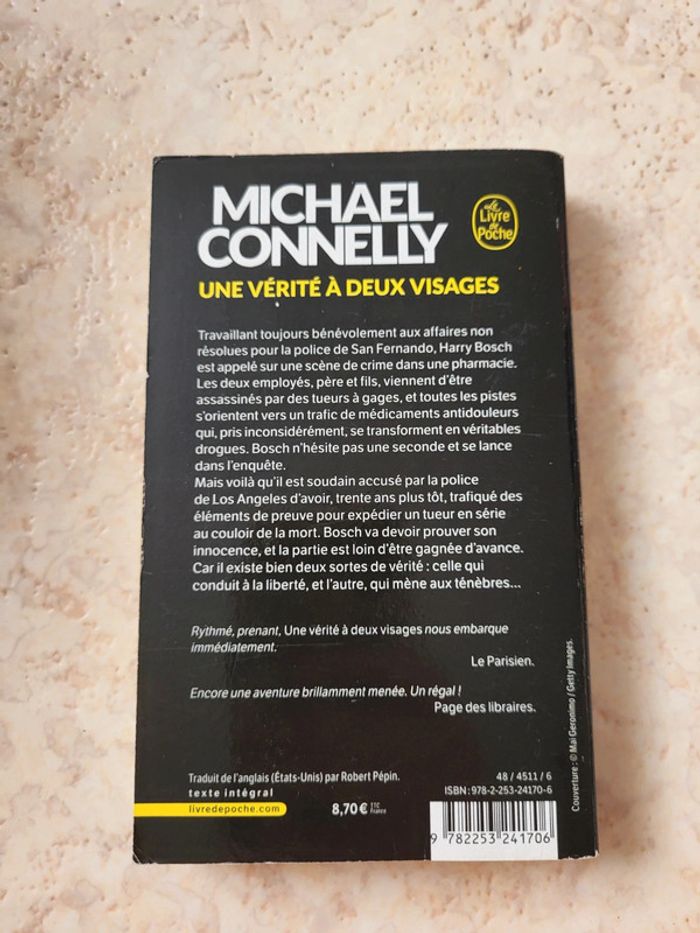 MICHAEL
CONNELLY
Le
Livre
de
Poche
UNE VÉRITÉ À DEUX VISAGES
Travaillant toujours bénévolement aux affaires non
résolues pour la police de San Fernando, Harry Bosch
est appelé sur une scène de crime dans une pharmacie.
Les deux employés, père et fils, viennent d'être
assassinés par des tueurs à gages, et toutes les pistes
s'orientent vers un trafic de médicaments antidouleurs
qui, pris inconsidérément, se transforment en véritables
drogues. Bosch n'hésite pas une seconde et se lance
dans l'enquête.
Mais voilà qu'il est soudain accusé par la police
de Los Angeles d'avoir, trente ans plus tôt, trafiqué des
éléments de preuve pour expédier un tueur en série
au couloir de la mort. Bosch va devoir prouver son
innocence, et la partie est loin d'être gagnée d'avance.
Car il existe bien deux sortes de vérité : celle qui
conduit à la liberté, et l'autre, qui mène aux ténèbres...
Rythmé, prenant, Une vérité à deux visages nous embarque
immédiatement.
Le Parisien.
Encore une aventure brillamment menée. Un régal !
Page des libraires.
Couverture : © Mai Geronimo / Getty Images.
Traduit de l'anglais (États-Unis) par Robert Pépin.
texte intégral
livredepoche.com
8,70 € TTC
France
48 / 4511 / 6
ISBN : 978-2-253-24170-6
9 782253 241706